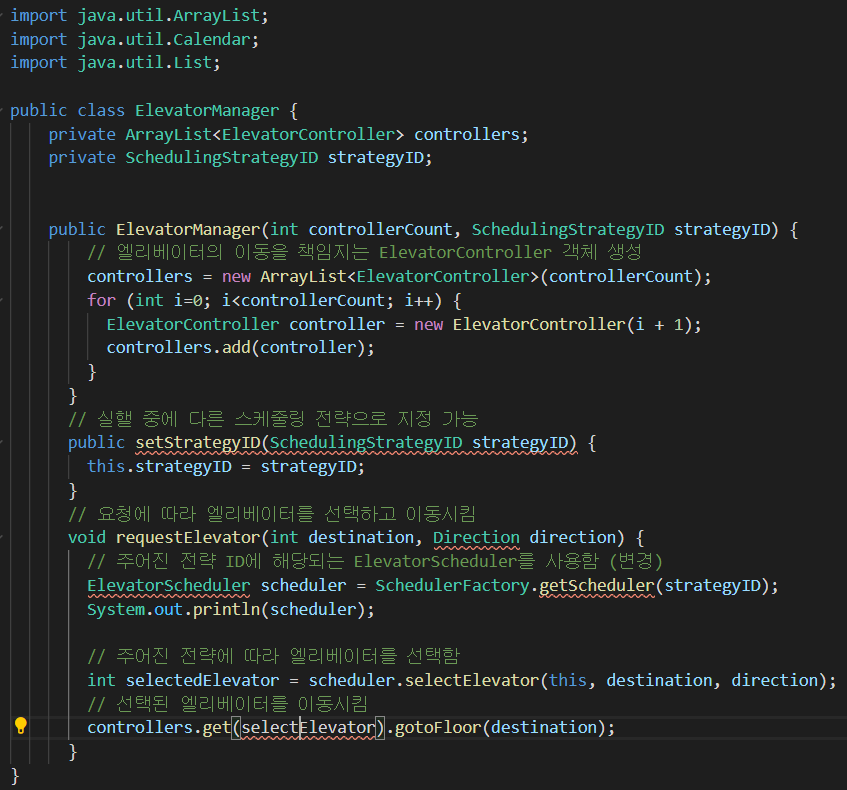 import java.util.ArrayList;
import java.util.Calendar;
import java.util.List;
public class ElevatorManager {
private ArrayList<ElevatorController> controllers;
private SchedulingStrategyID strategyID;
public ElevatorManager(int controllerCount, SchedulingStrategyID strategyID) {
// 엘리베이터의 이동을 책임지는 ElevatorController 객체 생성
controllers = new ArrayList<ElevatorController>(controllerCount);
for (int i=0; i<controllerCount; i++) {
ElevatorController controller = new ElevatorController(i + 1);
controllers.add(controller);
}
}
// 실핼 중에 다른 스케줄링 전략으로 지정 가능
public setStrategyID(SchedulingStrategyID strategyID) {
this.strategyID = strategyID;
}
// 요청에 따라 엘리베이터를 선택하고 이동시킴
void requestElevator(int destination, Direction direction) {
// 주어진 전략 ID에 해당되는 ElevatorScheduler를 사용함 (변경)
ElevatorScheduler scheduler = SchedulerFactory.getScheduler(strategyID);
System.out.println(scheduler);
// 주어진 전략에 따라 엘리베이터를 선택함
int selectedElevator = scheduler.selectElevator(this, destination, direction);
// 선택된 엘리베이터를 이동시킴
controllers.get(selectElevator).gotoFloor(destination);
}
}